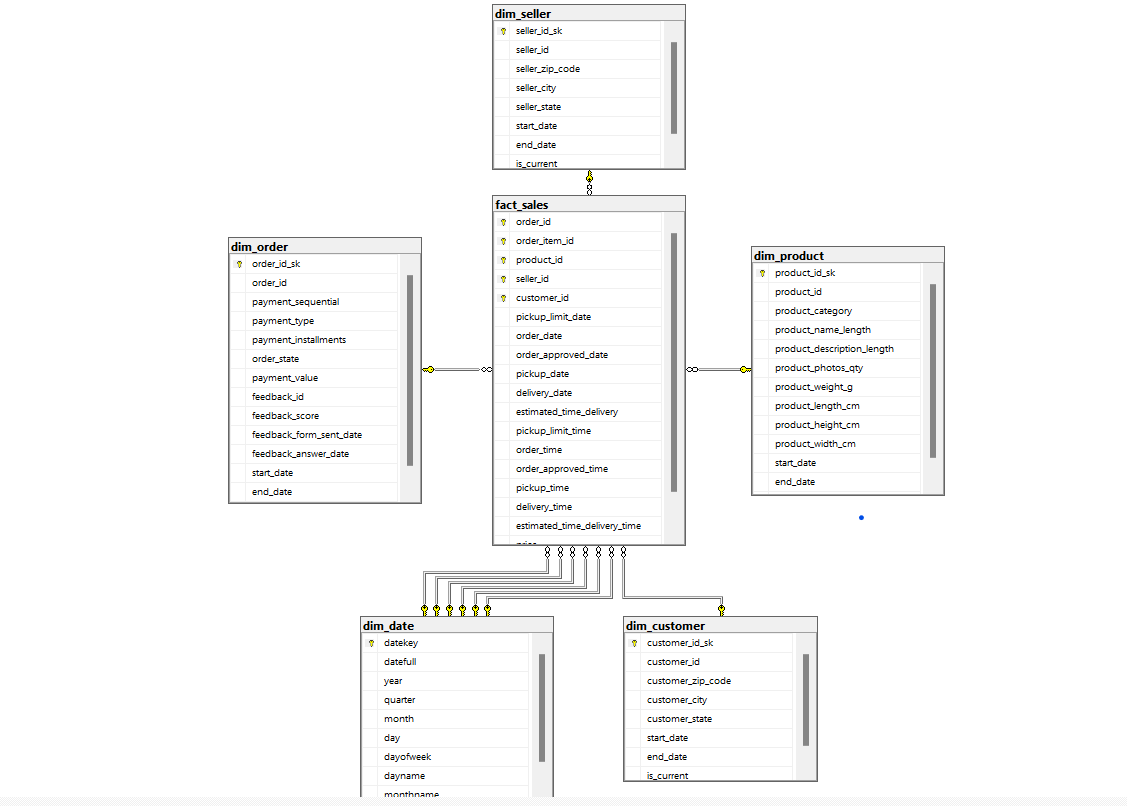 dim_seller
seller_id_sk
seller_id
seller_zip_code
seller_city
seller_state
start_date
end_date
is_current
fact_sales
order_id
order_item_id
product_id
seller_id
customer_id
pickup_limit_date
order_date
order_approved_date
pickup_date
delivery_date
estimated_time_delivery
pickup_limit_time
order_time
order_approved_time
pickup_time
delivery_time
estimated_time_delivery_time
price
dim_order
order_id_sk
order_id
payment_sequential
payment_type
payment_installments
order_state
payment_value
feedback_id
feedback_score
feedback_form_sent_date
feedback_answer_date
start_date
end_date
dim_product
product_id_sk
product_id
product_category
product_name_length
product_description_length
product_photos_qty
product_weight_g
product_length_cm
product_height_cm
product_width_cm
start_date
end_date
dim_date
datekey
datefull
year
quarter
month
day
dayofweek
dayname
monthname
dim_customer
customer_id_sk
customer_id
customer_zip_code
customer_city
customer_state
start_date
end_date
is_current